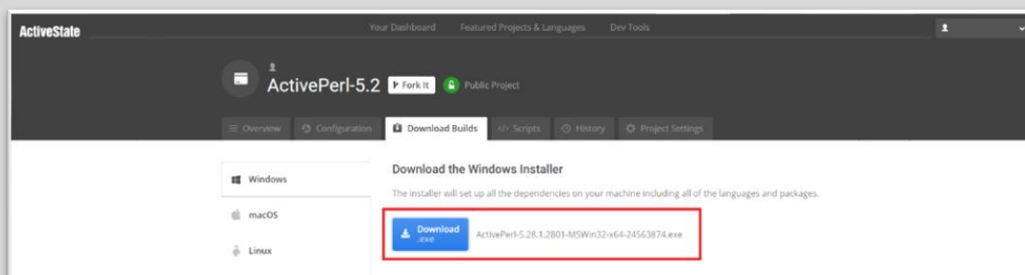 ActiveState
Your Dashboard Featured Projects & Languages Dev Tools
ActivePerl-5.2 Fork It Public Project
Overview Configuration Download Builds </> Scripts History Project Settings
Download the Windows Installer
Windows
The installer will set up all the dependencies on your machine including all of the languages and packages.
macOS
Download
.exe
ActivePerl-5.28.1.2801-MSWin32-x64-24563874.exe
Linux